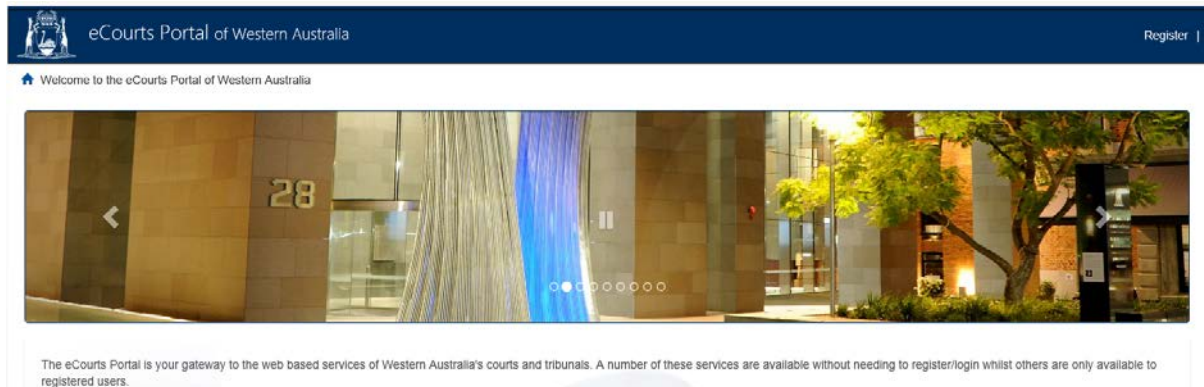 eCourts Portal of Western Australia
Register |
Welcome to the eCourts Portal of Western Australia
28
The eCourts Portal is your gateway to the web based services of Western Australia's courts and tribunals. A number of these services are available without needing to register/login whilst others are only available to
registered users.